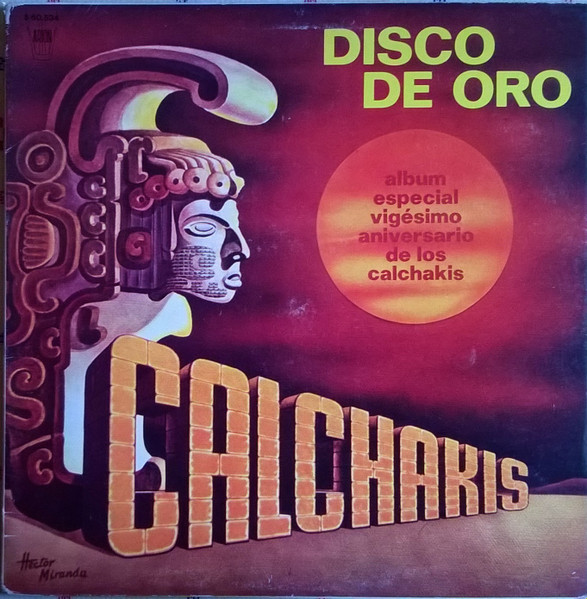 DISCO
DE ORO
album
especial
vigésimo
aniversario
de los
calchakis
CALCHAKIS
Hector
Miranda